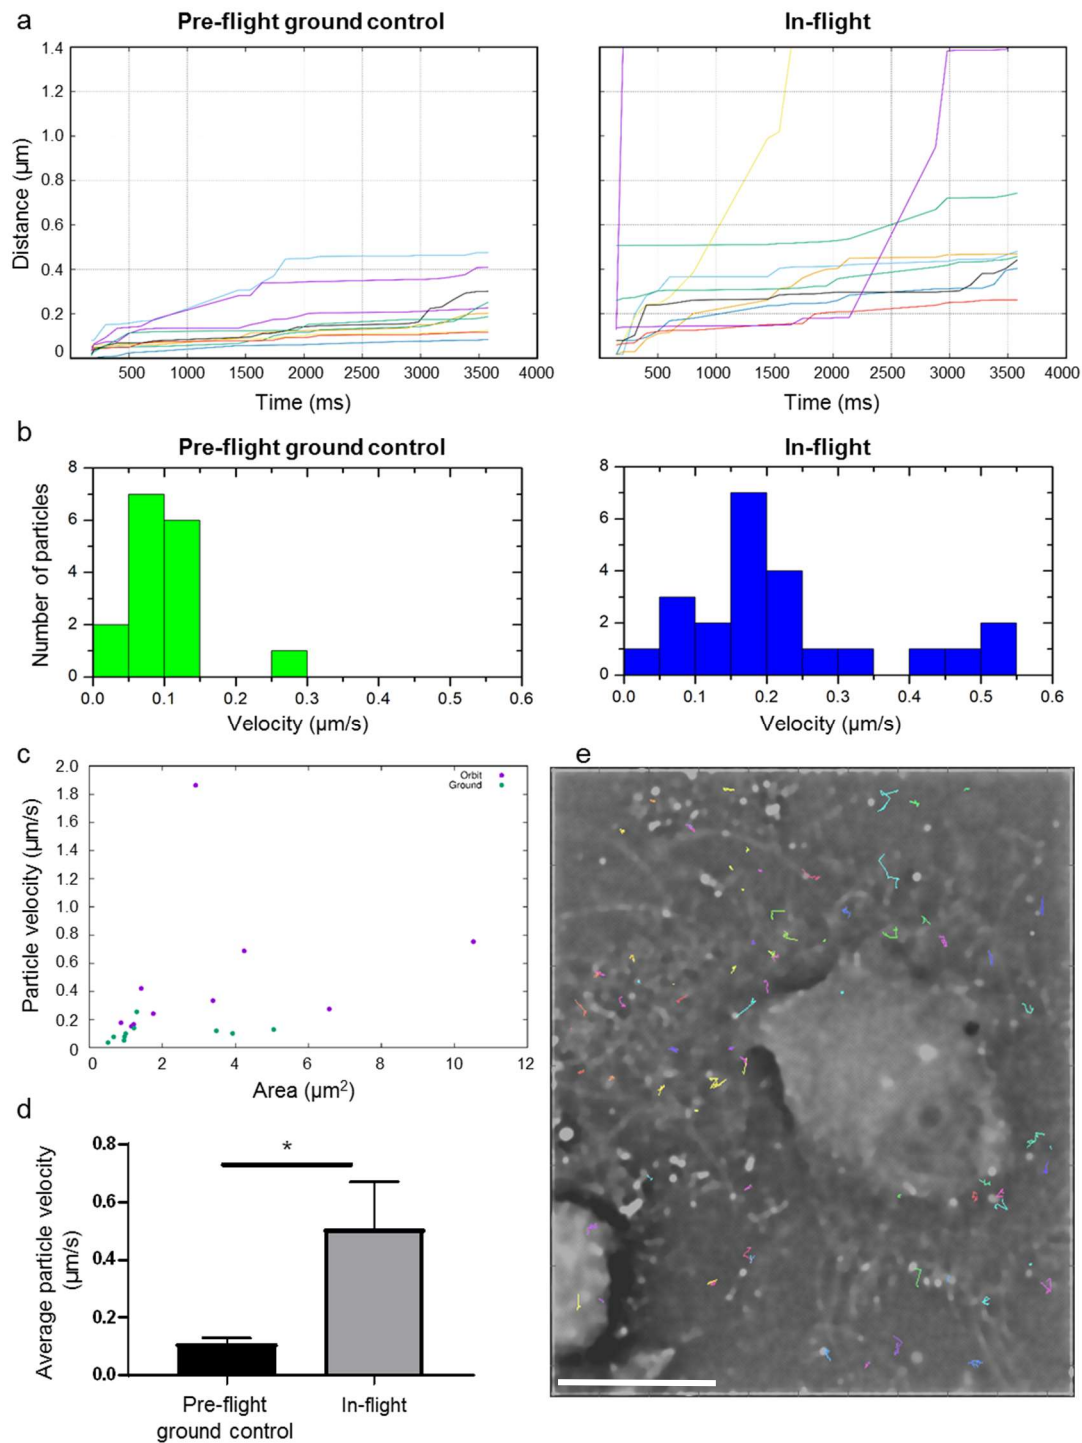 a
Pre-flight ground control
In-flight
Distance (µm)
1.4
1.2
1.0
0.8
0.6
0.4
0.2
0
500 1000 1500 2000 2500 3000 3500 4000
Time (ms)
500 1000 1500 2000 2500 3000 3500 4000
Time (ms)
b
Pre-flight ground control
In-flight
Number of particles
8
6
4
2
0
0.0 0.1 0.2 0.3 0.4 0.5 0.6
Velocity (µm/s)
8
6
4
2
0
0.0 0.1 0.2 0.3 0.4 0.5 0.6
Velocity (µm/s)
c
Particle velocity (µm/s)
2.0
1.8
1.6
1.4
1.2
1.0
0.8
0.6
0.4
0.2
0
Orbit
Ground
0 2 4 6 8 10 12
Area (µm²)
d
Average particle velocity
(µm/s)
0.8
0.6
0.4
0.2
0.0
*
Pre-flight
ground control
In-flight
e